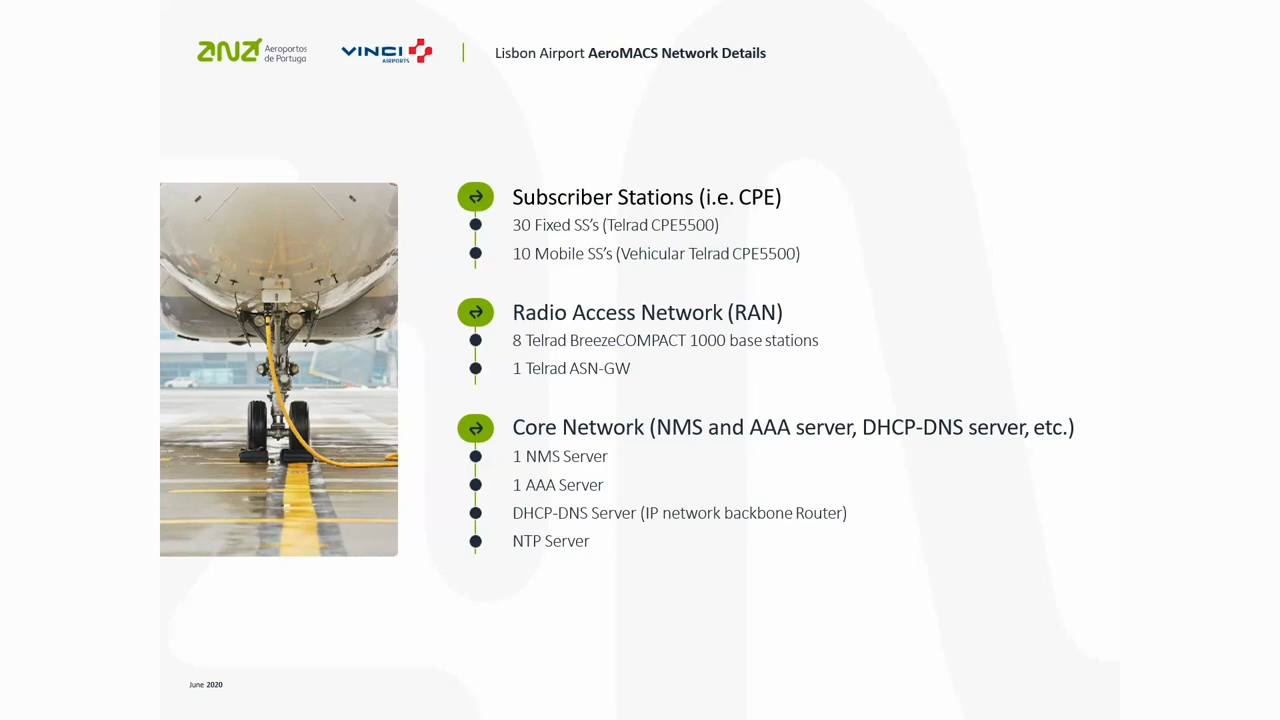 ana Aeroportos
de Portugal
VINCI
AIRPORTS
Lisbon Airport AeroMACS Network Details
Subscriber Stations (i.e. CPE)
30 Fixed SS’s (Telrad CPE5500)
10 Mobile SS’s (Vehicular Telrad CPE5500)
Radio Access Network (RAN)
8 Telrad BreezeCOMPACT 1000 base stations
1 Telrad ASN-GW
Core Network (NMS and AAA server, DHCP-DNS server, etc.)
1 NMS Server
1 AAA Server
DHCP-DNS Server (IP network backbone Router)
NTP Server
June 2020